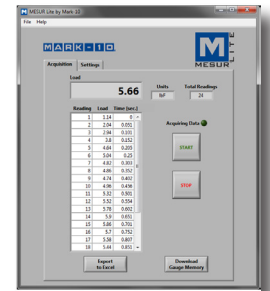 MESUR Lite by Mark-10
File Help
MARK-10
M
MESUR
LITE
Acquisition Settings
Load
5.66
Units
lbF
Total Readings
24
Reading Load Time (sec.)
1 1.14 0
2 2.04 0.051
3 2.94 0.101
4 3.8 0.152
5 4.64 0.205
6 5.04 0.25
7 4.82 0.303
8 4.86 0.352
9 4.74 0.402
10 4.96 0.456
11 5.32 0.501
12 5.52 0.554
13 5.78 0.602
14 5.9 0.651
15 5.86 0.701
16 5.7 0.752
17 5.58 0.807
18 5.44 0.851
Acquiring Data
START
STOP
Export
to Excel
Download
Gauge Memory